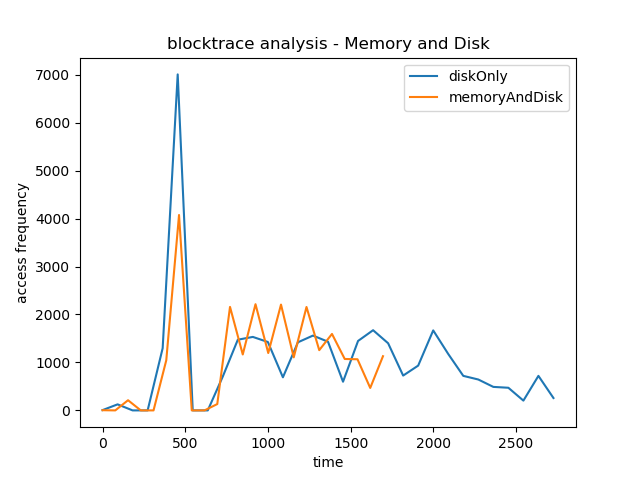 blocktrace analysis - Memory and Disk
diskOnly
memoryAndDisk
access frequency
7000
6000
5000
4000
3000
2000
1000
0
0 500 1000 1500 2000 2500
time